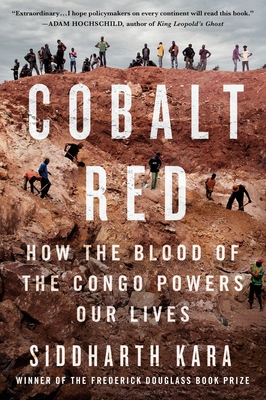 "Extraordinary....I hope policymakers on every continent will read this book."
—ADAM HOCHSCHILD, author of King Leopold's Ghost
COBALT
RED
HOW THE BLOOD OF
THE CONGO POWERS
OUR LIVES
SIDDHARTH KARA
WINNER OF THE FREDERICK DOUGLASS BOOK PRIZE